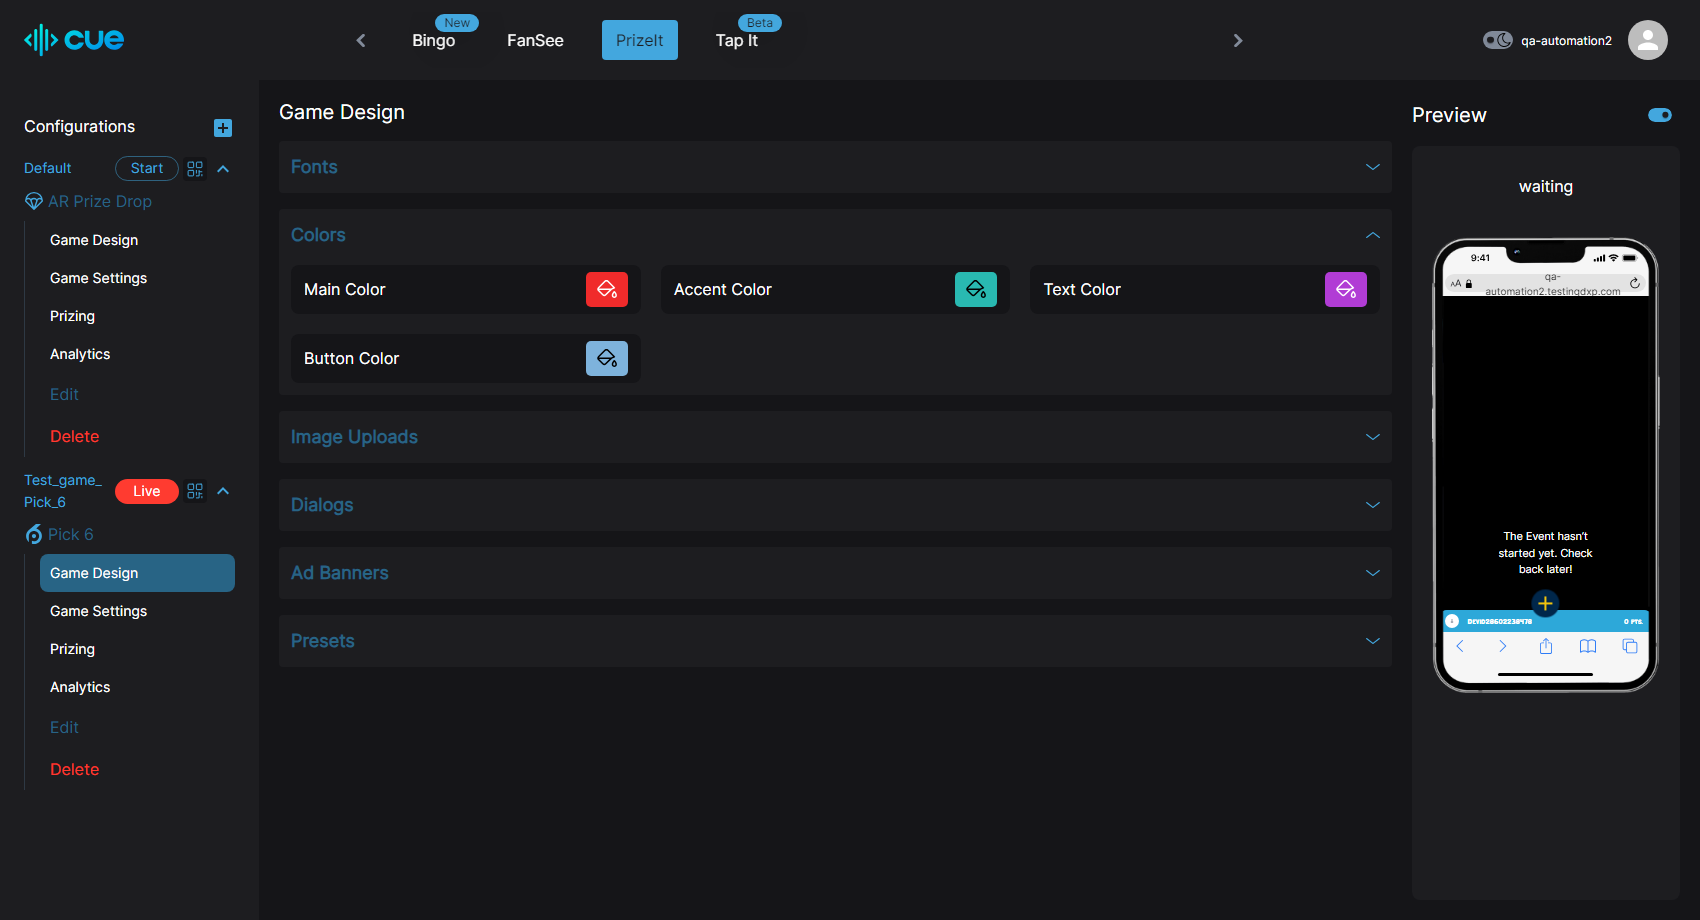 cue
New
Bingo
FanSee
PrizeIt
Beta
Tap It
qa-automation2
Configurations
Default
Start
AR Prize Drop
Game Design
Game Settings
Prizing
Analytics
Edit
Delete
Test_game_
Pick_6
Live
Pick 6
Game Design
Game Settings
Prizing
Analytics
Edit
Delete
Game Design
Fonts
Colors
Main Color
Accent Color
Text Color
Button Color
Image Uploads
Dialogs
Ad Banners
Presets
Preview
waiting
9:41
AA
qa-
automation2.testingdxp.com
The Event hasn't
started yet. Check
back later!
0 PTS.